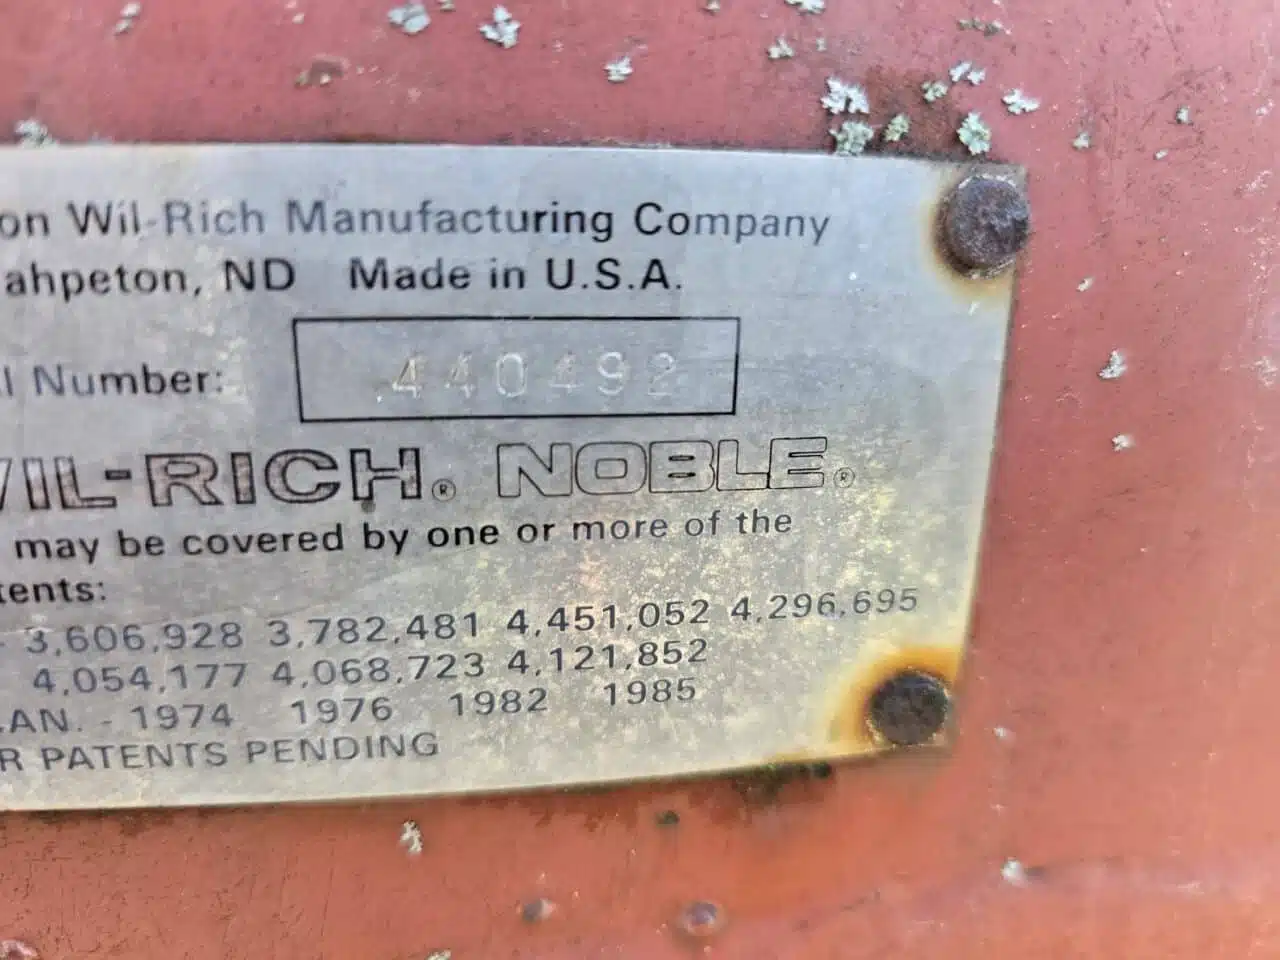 on Wil-Rich Manufacturing Company
ahpeton, ND Made in U.S.A.
l Number: 440492
WIL-RICH® NOBLE®
may be covered by one or more of the
tents:
3,606,928 3,782,481 4,451,052 4,296,695
4,054,177 4,068,723 4,121,852
AN. - 1974 1976 1982 1985
R PATENTS PENDING